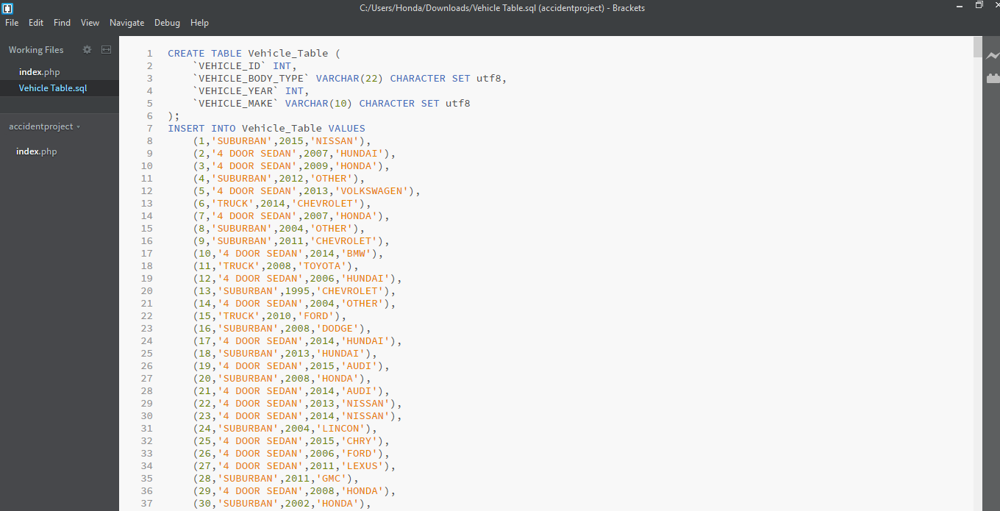 C:/Users/Honda/Downloads/Vehicle Table.sql (accidentproject) - Brackets
File Edit Find View Navigate Debug Help
Working Files
index.php
Vehicle Table.sql
accidentproject
index.php
1 CREATE TABLE Vehicle_Table (
2 `VEHICLE_ID` INT,
3 `VEHICLE_BODY_TYPE` VARCHAR(22) CHARACTER SET utf8,
4 `VEHICLE_YEAR` INT,
5 `VEHICLE_MAKE` VARCHAR(10) CHARACTER SET utf8
6 );
7 INSERT INTO Vehicle_Table VALUES
8 (1,'SUBURBAN',2015,'NISSAN'),
9 (2,'4 DOOR SEDAN',2007,'HUNDAI'),
10 (3,'4 DOOR SEDAN',2009,'HONDA'),
11 (4,'SUBURBAN',2012,'OTHER'),
12 (5,'4 DOOR SEDAN',2013,'VOLKSWAGEN'),
13 (6,'TRUCK',2014,'CHEVROLET'),
14 (7,'4 DOOR SEDAN',2007,'HONDA'),
15 (8,'SUBURBAN',2004,'OTHER'),
16 (9,'SUBURBAN',2011,'CHEVROLET'),
17 (10,'4 DOOR SEDAN',2014,'BMW'),
18 (11,'TRUCK',2008,'TOYOTA'),
19 (12,'4 DOOR SEDAN',2006,'HUNDAI'),
20 (13,'SUBURBAN',1995,'CHEVROLET'),
21 (14,'4 DOOR SEDAN',2004,'OTHER'),
22 (15,'TRUCK',2010,'FORD'),
23 (16,'SUBURBAN',2008,'DODGE'),
24 (17,'4 DOOR SEDAN',2014,'HUNDAI'),
25 (18,'SUBURBAN',2013,'HUNDAI'),
26 (19,'4 DOOR SEDAN',2015,'AUDI'),
27 (20,'SUBURBAN',2008,'HONDA'),
28 (21,'4 DOOR SEDAN',2014,'AUDI'),
29 (22,'4 DOOR SEDAN',2013,'NISSAN'),
30 (23,'4 DOOR SEDAN',2014,'NISSAN'),
31 (24,'SUBURBAN',2004,'LINCON'),
32 (25,'4 DOOR SEDAN',2015,'CHRY'),
33 (26,'4 DOOR SEDAN',2006,'FORD'),
34 (27,'4 DOOR SEDAN',2011,'LEXUS'),
35 (28,'SUBURBAN',2011,'GMC'),
36 (29,'4 DOOR SEDAN',2008,'HONDA'),
37 (30,'SUBURBAN',2002,'HONDA'),